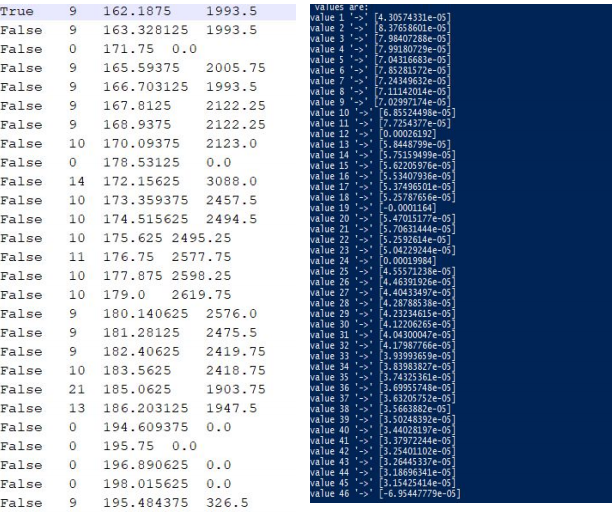 True 9 162.1875 1993.5
False 9 163.328125 1993.5
False 0 171.75 0.0
False 9 165.59375 2005.75
False 9 166.703125 1993.5
False 9 167.8125 2122.25
False 9 168.9375 2122.25
False 10 170.09375 2123.0
False 0 178.53125 0.0
False 14 172.15625 3088.0
False 10 173.359375 2457.5
False 10 174.515625 2494.5
False 10 175.625 2495.25
False 11 176.75 2577.75
False 10 177.875 2598.25
False 10 179.0 2619.75
False 9 180.140625 2576.0
False 9 181.28125 2475.5
False 9 182.40625 2419.75
False 10 183.5625 2418.75
False 21 185.0625 1903.75
False 13 186.203125 1947.5
False 0 194.609375 0.0
False 0 195.75 0.0
False 0 196.890625 0.0
False 0 198.015625 0.0
False 9 195.484375 326.5
values are:
value 1 '->' [4.30574331e-05]
value 2 '->' [8.37658601e-05]
value 3 '->' [7.98407288e-05]
value 4 '->' [7.99180729e-05]
value 5 '->' [7.04316683e-05]
value 6 '->' [7.85281572e-05]
value 7 '->' [7.24349632e-05]
value 8 '->' [7.11142014e-05]
value 9 '->' [7.02997174e-05]
value 10 '->' [6.85524498e-05]
value 11 '->' [7.7254377e-05]
value 12 '->' [0.00026192]
value 13 '->' [5.8448799e-05]
value 14 '->' [5.75159499e-05]
value 15 '->' [5.62205976e-05]
value 16 '->' [5.53407936e-05]
value 17 '->' [5.37496501e-05]
value 18 '->' [5.25787656e-05]
value 19 '->' [-0.0001164]
value 20 '->' [5.47015177e-05]
value 21 '->' [5.70631444e-05]
value 22 '->' [5.2592614e-05]
value 23 '->' [5.04229244e-05]
value 24 '->' [0.00019984]
value 25 '->' [4.55571238e-05]
value 26 '->' [4.46391926e-05]
value 27 '->' [4.40433497e-05]
value 28 '->' [4.28788538e-05]
value 29 '->' [4.23234615e-05]
value 30 '->' [4.12206265e-05]
value 31 '->' [4.04300047e-05]
value 32 '->' [4.17987766e-05]
value 33 '->' [3.93993659e-05]
value 34 '->' [3.83983827e-05]
value 35 '->' [3.74325361e-05]
value 36 '->' [3.69955748e-05]
value 37 '->' [3.63205752e-05]
value 38 '->' [3.5663882e-05]
value 39 '->' [3.50248392e-05]
value 40 '->' [3.44028197e-05]
value 41 '->' [3.37972244e-05]
value 42 '->' [3.25401102e-05]
value 43 '->' [3.26445337e-05]
value 44 '->' [3.18696341e-05]
value 45 '->' [3.15425414e-05]
value 46 '->' [-6.95447779e-05]